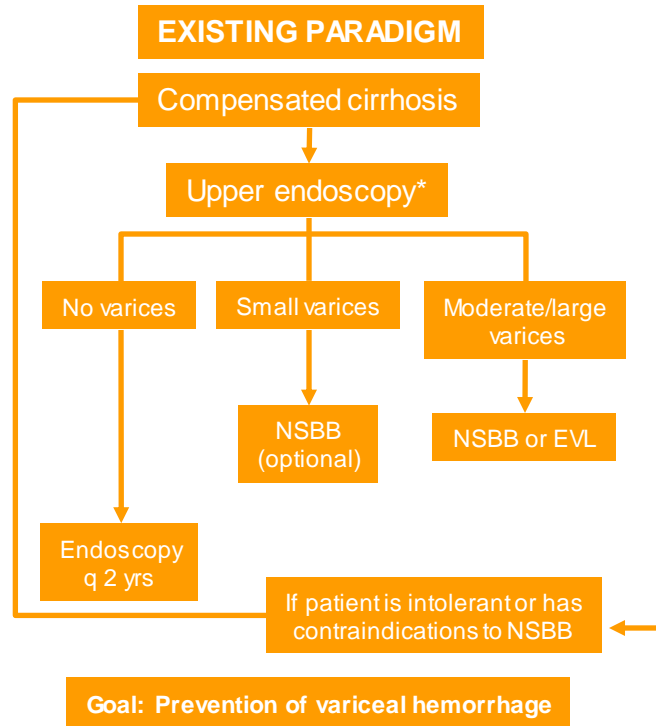 EXISTING PARADIGM
Compensated cirrhosis
Upper endoscopy*
No varices
Small varices
Moderate/large
varices
NSBB
(optional)
NSBB or EVL
Endoscopy
q 2 yrs
If patient is intolerant or has
contraindications to NSBB
Goal: Prevention of variceal hemorrhage